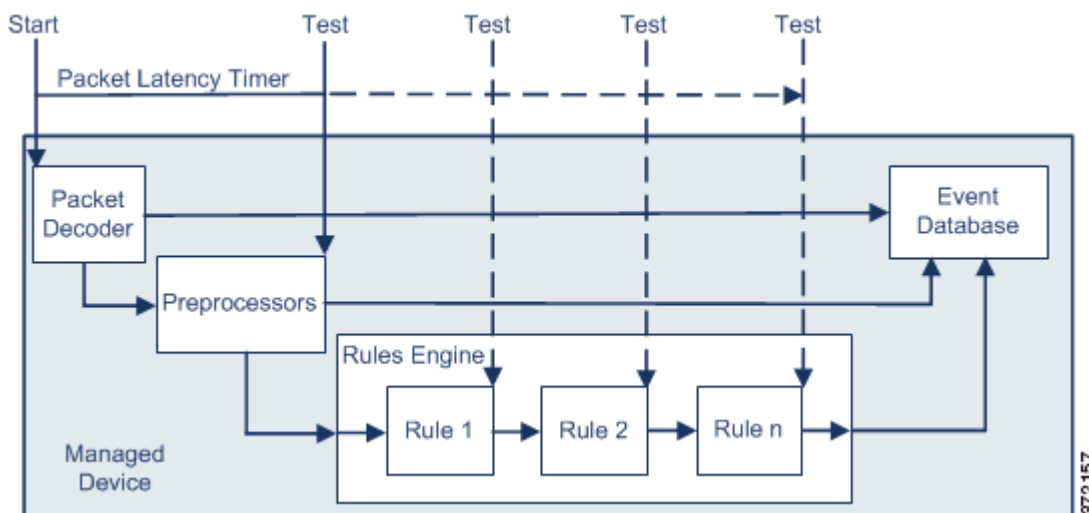 Start
Test
Test
Test
Test
Packet Latency Timer
Packet
Decoder
Event
Database
Preprocessors
Rules Engine
Rule 1
Rule 2
Rule n
Managed
Device
372157